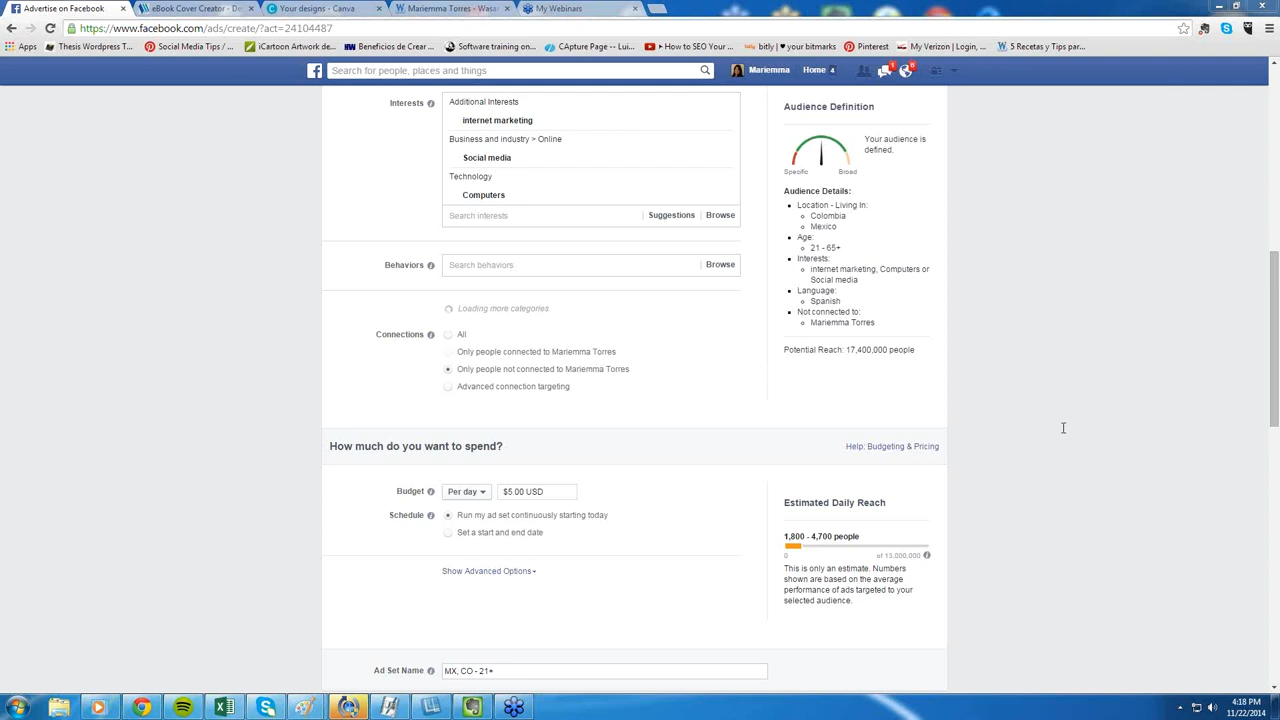 Advertise on Facebook
eBook Cover Creator - De
Your designs - Canva
Mariemma Torres - Wasa
My Webinars
https://www.facebook.com/ads/create/?act=24104487
Apps
Thesis Wordpress T...
Social Media Tips / ...
iCartoon Artwork de...
Beneficios de Crear ...
Software training on...
CApture Page -- Lui...
How to SEO Your ...
bitly | ♥ your bitmarks
Pinterest
My Verizon | Login, ...
5 Recetas y Tips par...
Search for people, places and things
Mariemma
Home 4
1
6
Interests
Additional Interests
internet marketing
Business and industry > Online
Social media
Technology
Computers
Search interests
Suggestions
Browse
Behaviors
Search behaviors
Browse
Loading more categories
Connections
All
Only people connected to Mariemma Torres
Only people not connected to Mariemma Torres
Advanced connection targeting
Audience Definition
Your audience is
defined.
Specific
Broad
Audience Details:
Location - Living In:
Colombia
Mexico
Age:
21 - 65+
Interests:
internet marketing, Computers or
Social media
Language:
Spanish
Not connected to:
Mariemma Torres
Potential Reach: 17,400,000 people
How much do you want to spend?
Help: Budgeting & Pricing
Budget
Per day
$5.00 USD
Schedule
Run my ad set continuously starting today
Set a start and end date
Show Advanced Options
Estimated Daily Reach
1,800 - 4,700 people
0
of 13,000,000
This is only an estimate. Numbers
shown are based on the average
performance of ads targeted to your
selected audience.
Ad Set Name
MX, CO - 21+
4:18 PM
11/22/2014